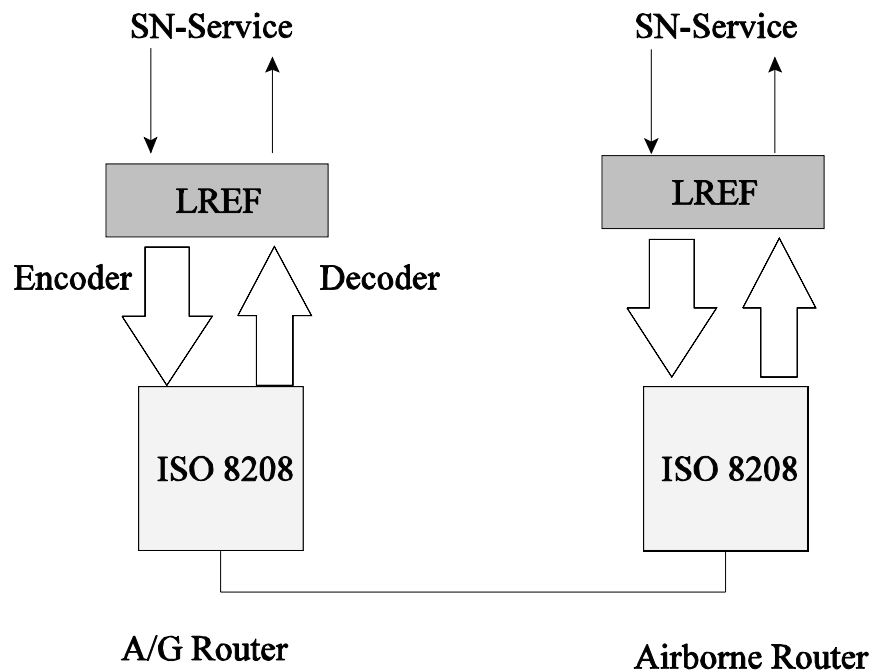 SN-Service
SN-Service
LREF
LREF
Encoder
Decoder
ISO 8208
ISO 8208
A/G Router
Airborne Router